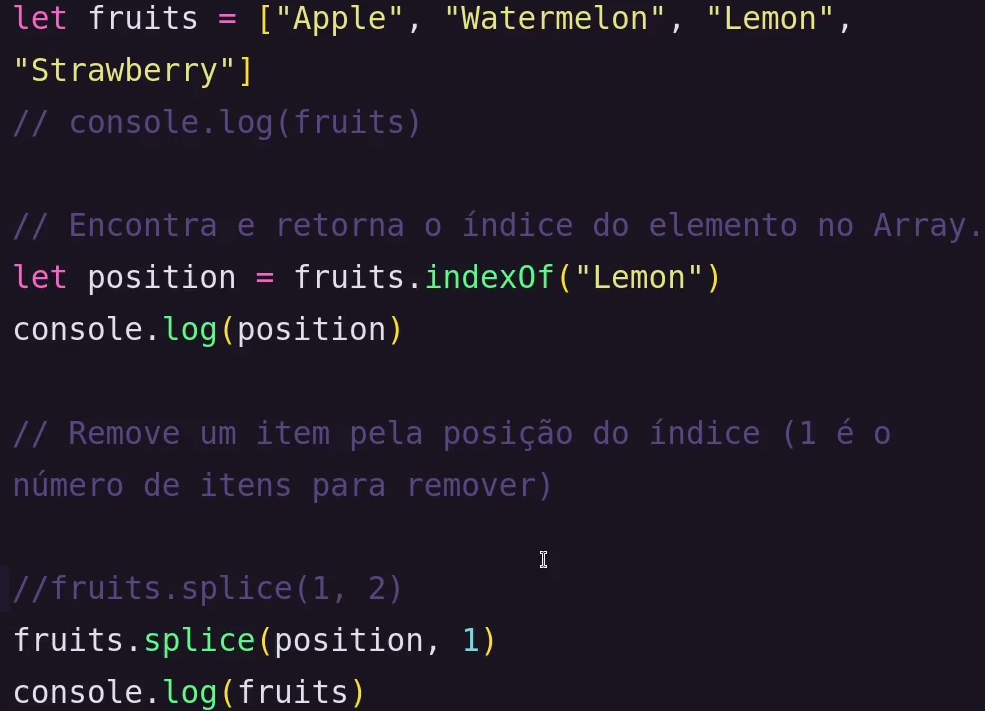 let fruits = ["Apple", "Watermelon", "Lemon",
"Strawberry"]
// console.log(fruits)
// Encontra e retorna o índice do elemento no Array.
let position = fruits.indexOf("Lemon")
console.log(position)
// Remove um item pela posição do índice (1 é o
número de itens para remover)
//fruits.splice(1, 2)
fruits.splice(position, 1)
console.log(fruits)